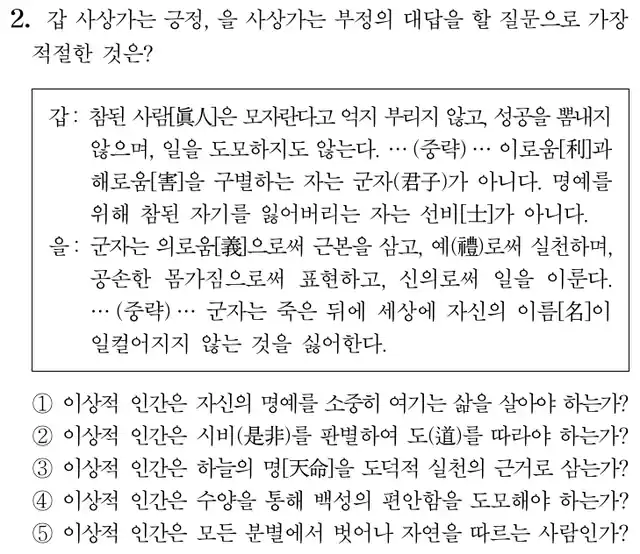 2. 갑 사상가는 긍정, 을 사상가는 부정의 대답을 할 질문으로 가장
적절한 것은?
갑: 참된 사람[眞人]은 모자란다고 억지 부리지 않고, 성공을 뽐내지
않으며, 일을 도모하지도 않는다. … (중략) … 이로움[利]과
해로움[害]을 구별하는 자는 군자(君子)가 아니다. 명예를
위해 참된 자기를 잃어버리는 자는 선비[士]가 아니다.
을: 군자는 의로움[義]으로써 근본을 삼고, 예(禮)로써 실천하며,
공손한 몸가짐으로써 표현하고, 신의로써 일을 이룬다.
… (중략) … 군자는 죽은 뒤에 세상에 자신의 이름[名]이
일컬어지지 않는 것을 싫어한다.
① 이상적 인간은 자신의 명예를 소중히 여기는 삶을 살아야 하는가?
② 이상적 인간은 시비(是非)를 판별하여 도(道)를 따라야 하는가?
③ 이상적 인간은 하늘의 명[天命]을 도덕적 실천의 근거로 삼는가?
④ 이상적 인간은 수양을 통해 백성의 편안함을 도모해야 하는가?
⑤ 이상적 인간은 모든 분별에서 벗어나 자연을 따르는 사람인가?